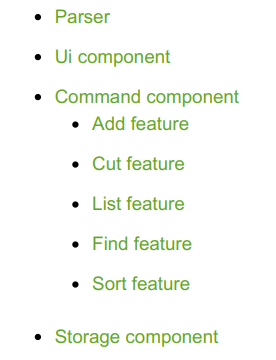 Parser
Ui component
Command component
Add feature
Cut feature
List feature
Find feature
Sort feature
Storage component